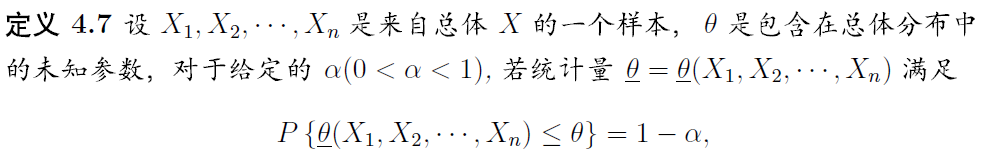 定义 4.7 设 X₁, X₂, ⋯, Xₙ 是来自总体 X 的一个样本, θ 是包含在总体分布中
的未知参数, 对于给定的 α(0 < α < 1), 若统计量 θ̲ = θ̲(X₁, X₂, ⋯, Xₙ) 满足
P {θ̲(X₁, X₂, ⋯, Xₙ) ≤ θ} = 1 − α,